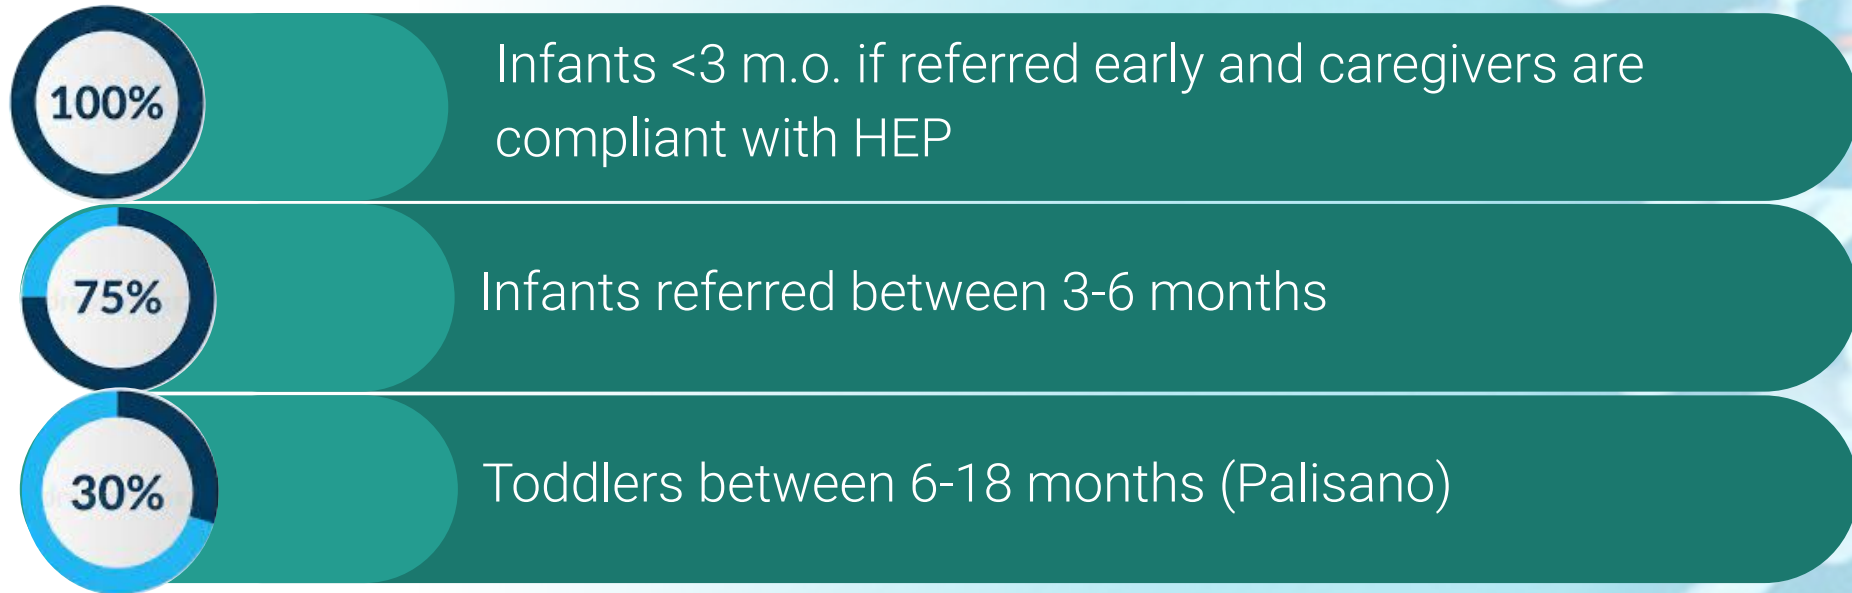 100%
Infants <3 m.o. if referred early and caregivers are
compliant with HEP
75%
Infants referred between 3-6 months
30%
Toddlers between 6-18 months (Palisano)